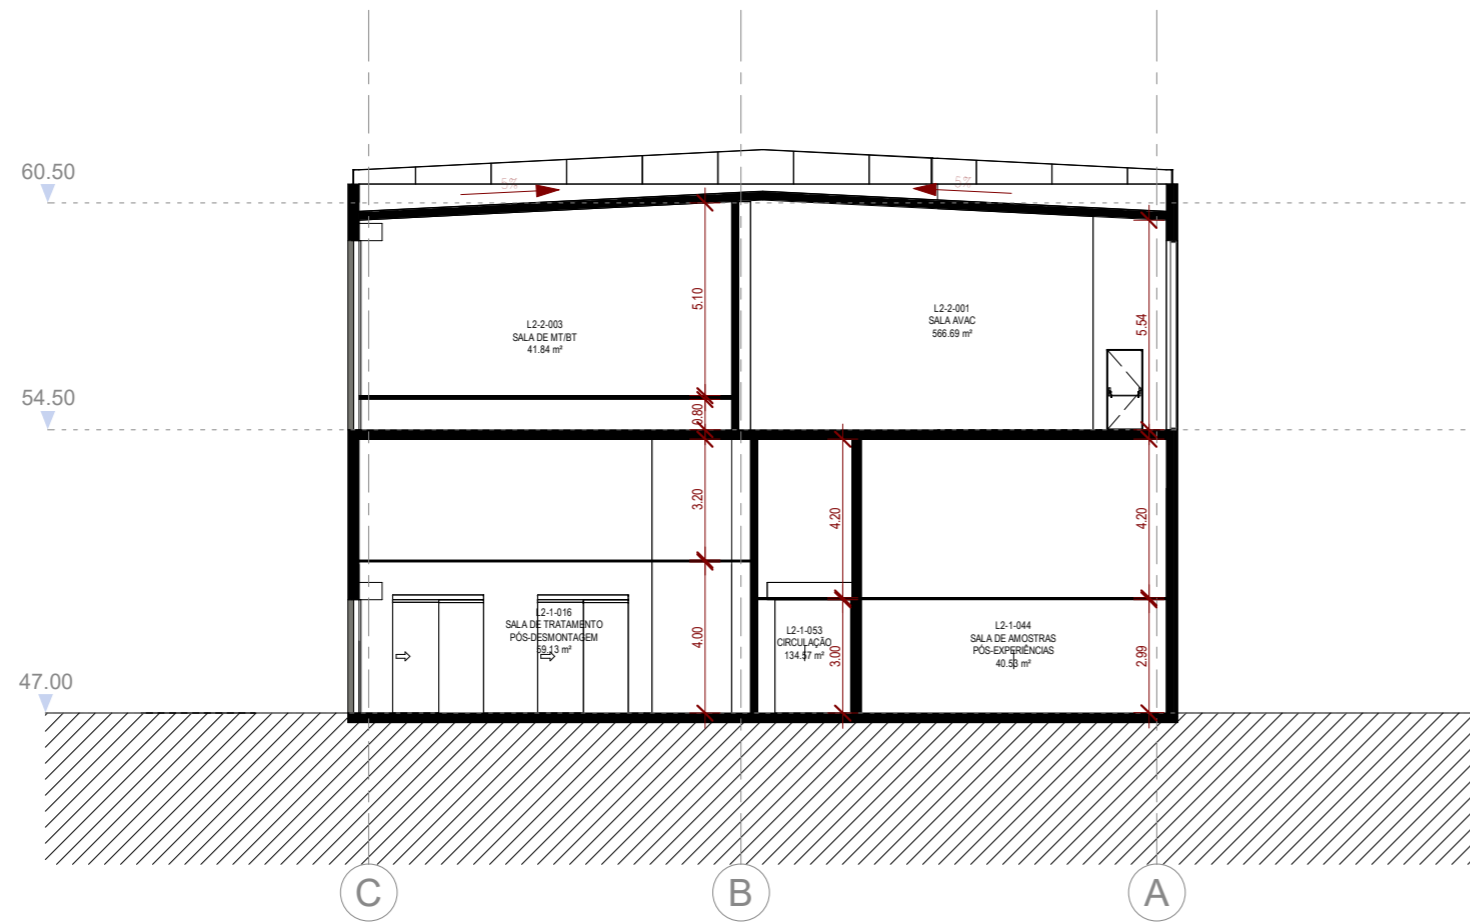 60.50
5%
5%
5.10
L2-2-003
SALA DE MT/BT
41.84 m²
L2-2-001
SALA AVAC
566.69 m²
5.54
54.50
0.80
3.20
4.20
4.20
L2-1-016
SALA DE TRATAMENTO
PÓS-DESMONTAGEM
59.13 m²
4.00
L2-1-053
CIRCULAÇÃO
134.57 m²
3.00
L2-1-044
SALA DE AMOSTRAS
PÓS-EXPERIÊNCIAS
40.53 m²
2.99
47.00
C
B
A